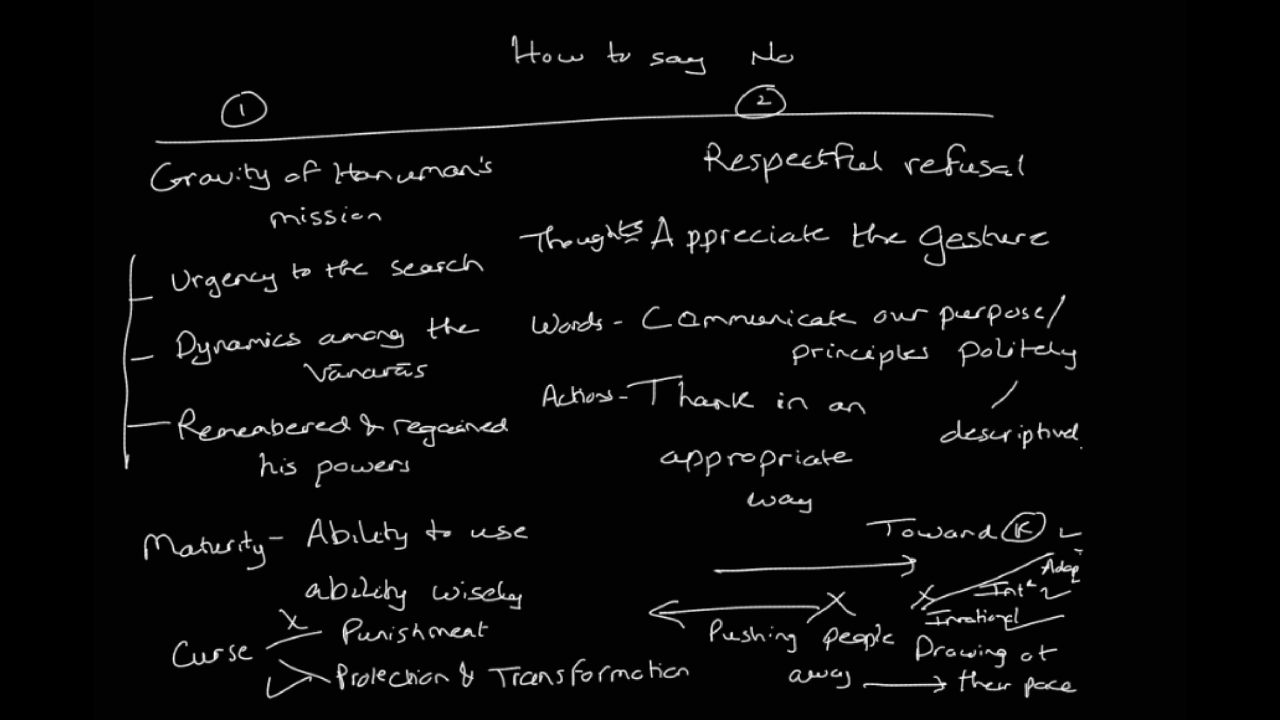 How to say No
1
2
Gravity of Hanuman's
mission
Urgency to the search
Dynamics among the
Vānarās
Remembered & regained
his powers
Maturity - Ability to use
ability wisely
Curse
X Punishment
Protection & Transformation
Respectful refusal
Thoughts - Appreciate the gesture
Words - Communicate our purpose/
principles politely
/
descriptive
Actions - Thank in an
appropriate
way
Toward K
X X
Pushing people
away
Drawing at
their pace